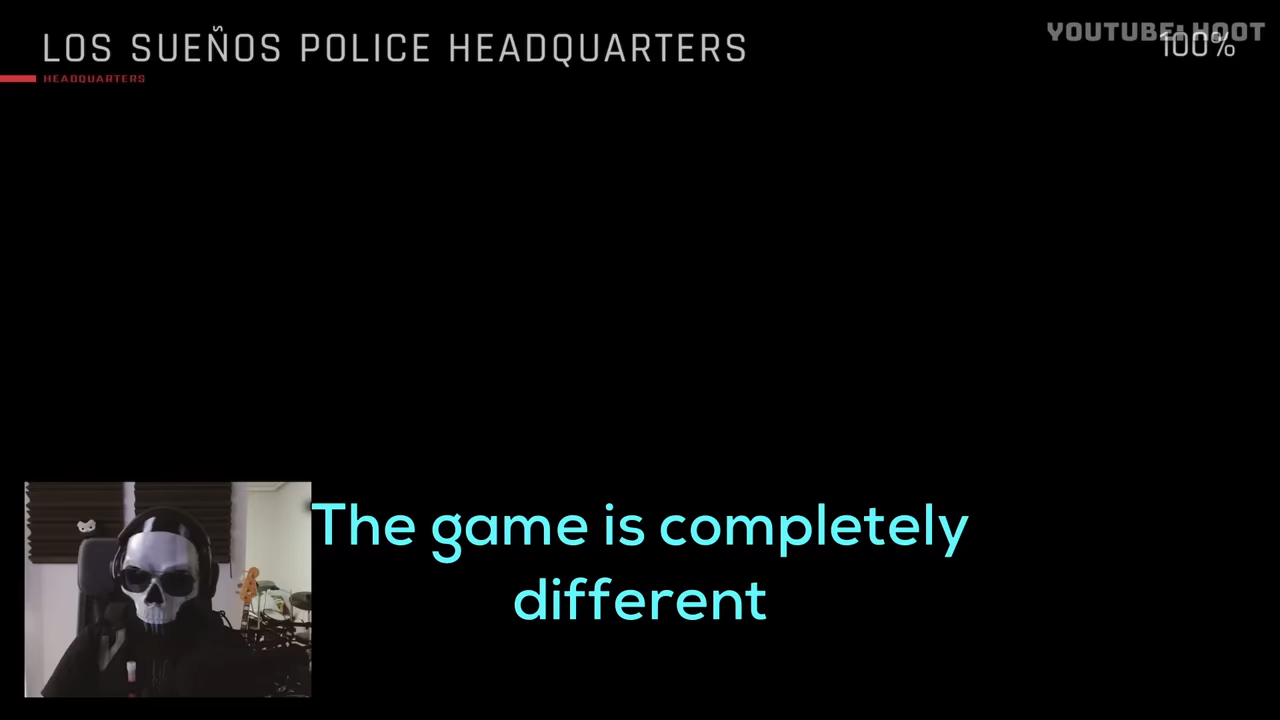 LOS SUEÑOS POLICE HEADQUARTERS
HEADQUARTERS
YOUTUBE: HOOT
100%
The game is completely
different